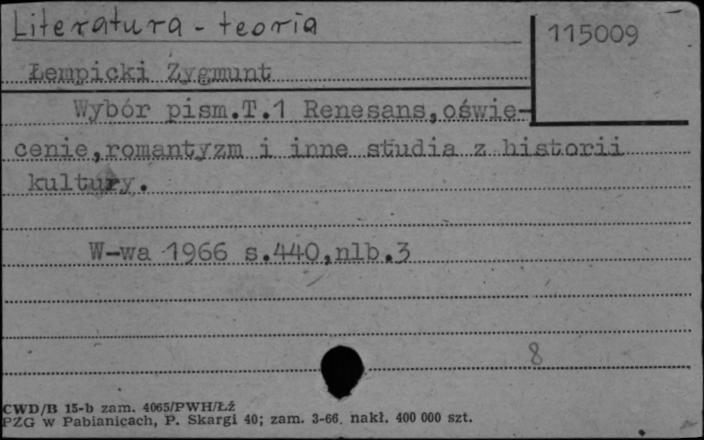 Literatura - teoria
115009
Łempicki Zygmunt
Wybór pism.T.1 Renesans,oświe-
cenie,romantyzm i inne studia z historii
kultury.
W-wa 1966 s.440,nlb.3
8
CWD/B 15-b zam. 4065/PWH/Łź
PZG w Pabianicach, P. Skargi 40; zam. 3-66. nakł. 400 000 szt.